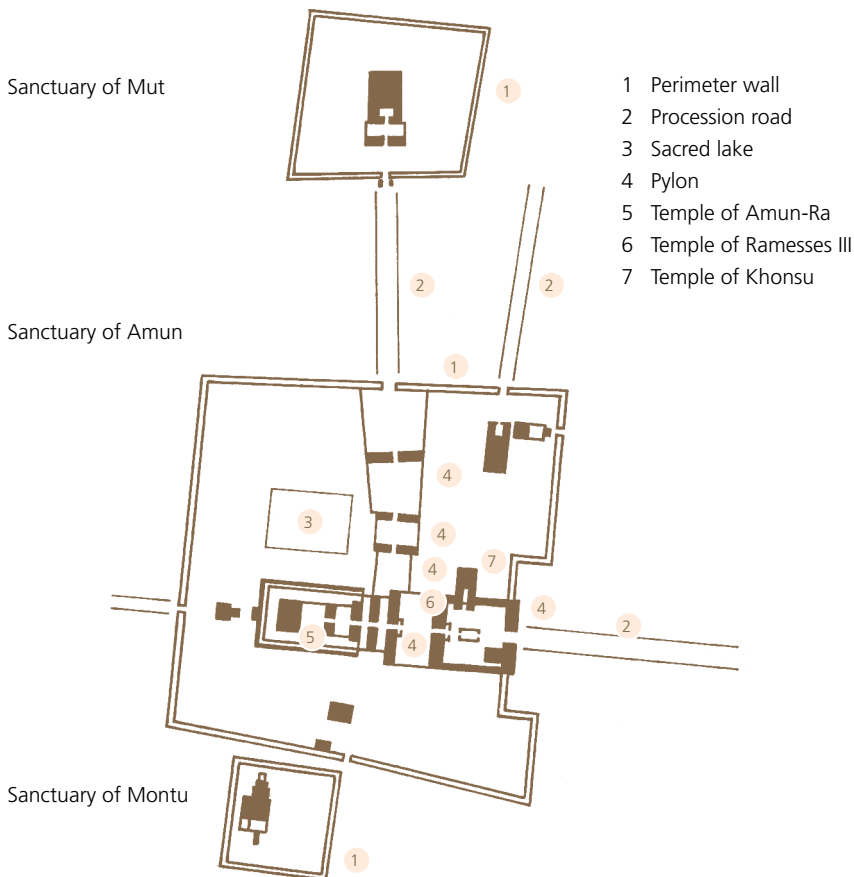 Sanctuary of Mut
1
1 Perimeter wall
2 Procession road
3 Sacred lake
4 Pylon
5 Temple of Amun-Ra
6 Temple of Ramesses III
7 Temple of Khonsu
2
2
Sanctuary of Amun
1
4
3
4
7
4
6
4
2
5
4
Sanctuary of Montu
1